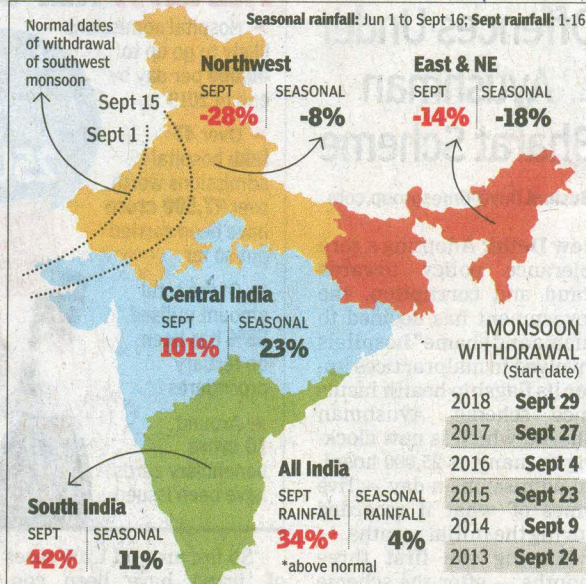 Seasonal rainfall: Jun 1 to Sept 16; Sept rainfall: 1-16
Normal dates
of withdrawal
of southwest
monsoon
Sept 15
Sept 1
Northwest
SEPT SEASONAL
-28% -8%
East & NE
SEPT SEASONAL
-14% -18%
Central India
SEPT SEASONAL
101% 23%
South India
SEPT SEASONAL
42% 11%
All India
SEPT RAINFALL SEASONAL RAINFALL
34%* 4%
*above normal
MONSOON
WITHDRAWAL
(Start date)
2018 Sept 29
2017 Sept 27
2016 Sept 4
2015 Sept 23
2014 Sept 9
2013 Sept 24